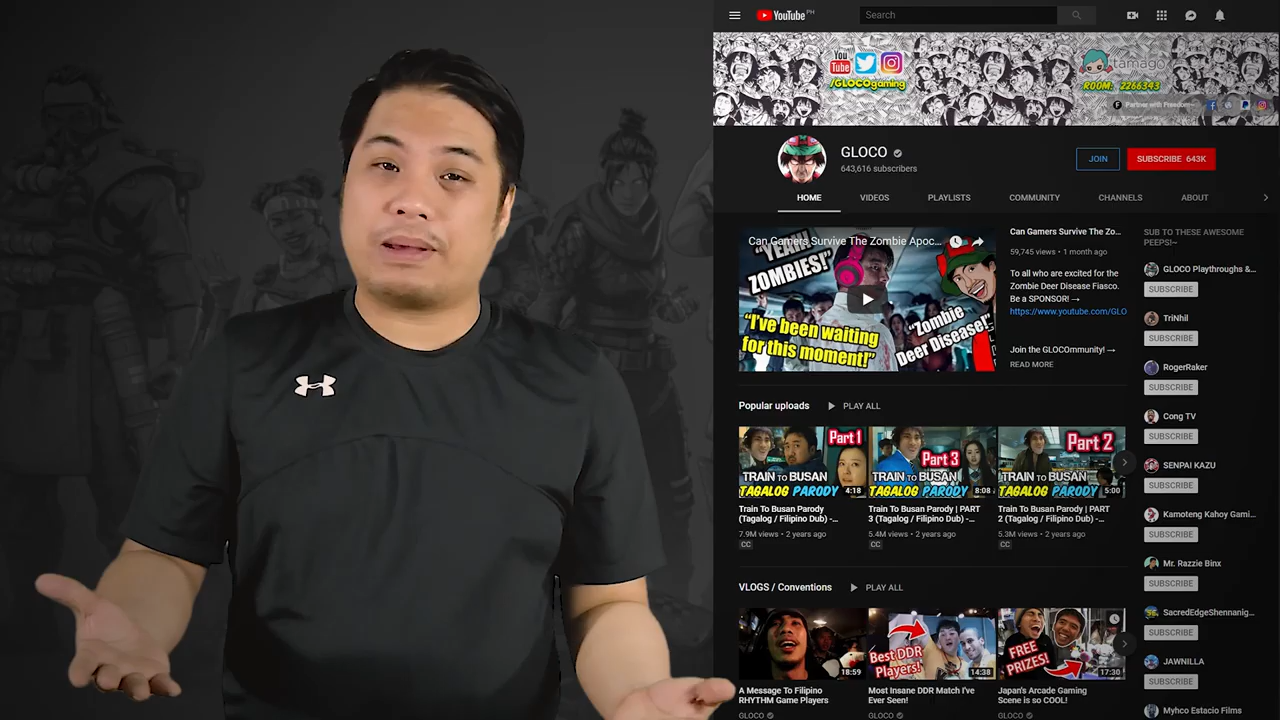 YouTube PH
Search
You
Tube
/GLOCOgaming
tamago
ROOM: 2266343
Partner with Freedom~
GLOCO
643,616 subscribers
JOIN
SUBSCRIBE 643K
HOME
VIDEOS
PLAYLISTS
COMMUNITY
CHANNELS
ABOUT
Can Gamers Survive The Zombie Apoc...
"YEAH!
ZOMBIES!"
"I've been waiting
for this moment!"
"Zombie
Deer Disease!"
Can Gamers Survive The Zo...
59,745 views • 1 month ago
To all who are excited for the
Zombie Deer Disease Fiasco.
Be a SPONSOR! →
https://www.youtube.com/GLO
Join the GLOCOmmunity! →
READ MORE
SUB TO THESE AWESOME
PEEPS!~
GLOCO Playthroughs &...
SUBSCRIBE
TriNhil
SUBSCRIBE
RogerRaker
SUBSCRIBE
Cong TV
SUBSCRIBE
SENPAI KAZU
SUBSCRIBE
Kamoteng Kahoy Gami...
SUBSCRIBE
Mr. Razzie Binx
SUBSCRIBE
SacredEdgeShennanig...
SUBSCRIBE
JAWNILLA
SUBSCRIBE
Myhco Estacio Films
Popular uploads
PLAY ALL
Part 1
TRAIN TO BUSAN
TAGALOG PARODY
4:18
Train To Busan Parody
(Tagalog / Filipino Dub) -...
7.9M views • 2 years ago
CC
Part 3
TRAIN TO BUSAN
TAGALOG PARODY
8:08
Train To Busan Parody | PART
3 (Tagalog / Filipino Dub) -...
5.4M views • 2 years ago
CC
Part 2
TRAIN TO BUSAN
TAGALOG PARODY
5:00
Train To Busan Parody | PART
2 (Tagalog / Filipino Dub) -...
5.3M views • 2 years ago
CC
VLOGS / Conventions
PLAY ALL
18:59
A Message To Filipino
RHYTHM Game Players
GLOCO
Best DDR
Players!
14:38
Most Insane DDR Match I've
Ever Seen!
GLOCO
FREE
PRIZES!
17:30
Japan's Arcade Gaming
Scene is so COOL!
GLOCO